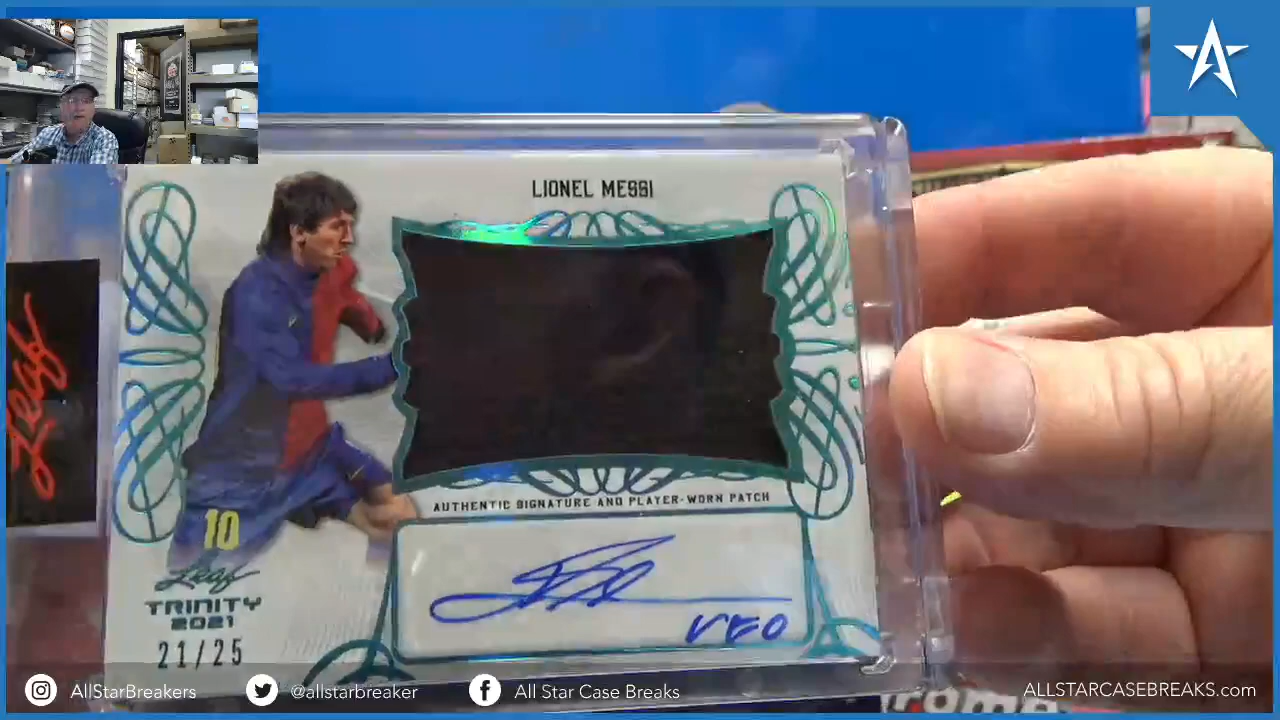 LIONEL MESSI
AUTHENTIC SIGNATURE AND PLAYER-WORN PATCH
10
Leaf
TRINITY
2021
21/25
Leaf
AllStarBreakers
@allstarbreaker
All Star Case Breaks
ALLSTARCASEBREAKS.com